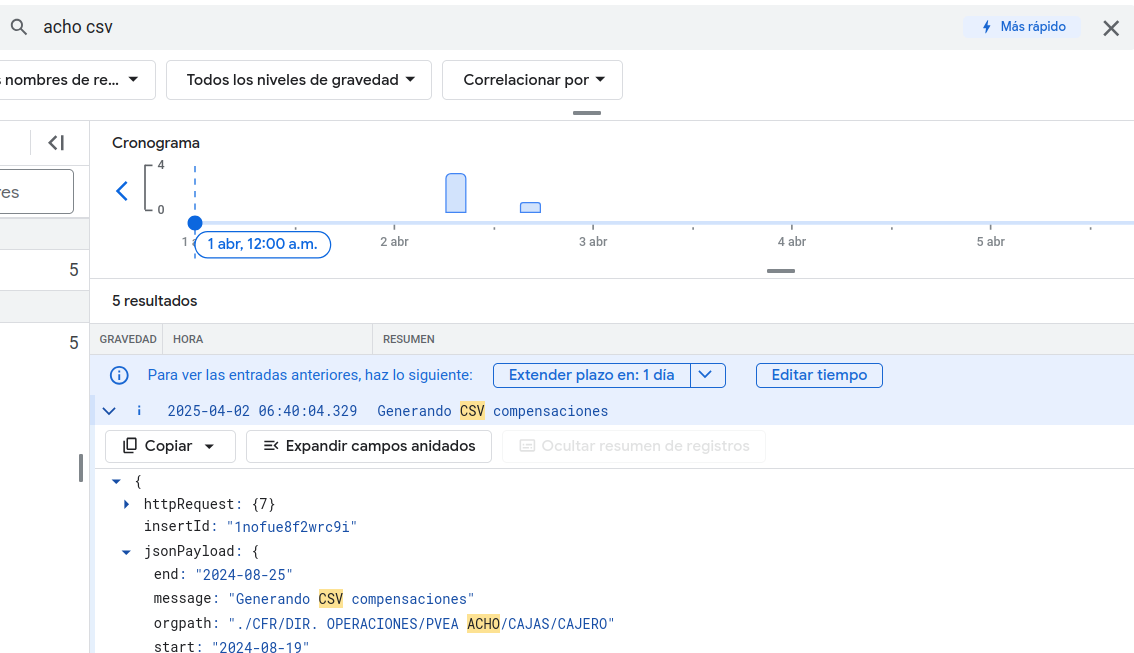 acho csv
Más rápido
s nombres de re...
Todos los niveles de gravedad
Correlacionar por
Cronograma
res
4
0
1 abr, 12:00 a.m.
2 abr
3 abr
4 abr
5 abr
5
5
5 resultados
GRAVEDAD HORA RESUMEN
Para ver las entradas anteriores, haz lo siguiente: Extender plazo en: 1 día Editar tiempo
i 2025-04-02 06:40:04.329 Generando CSV compensaciones
Copiar Expandir campos anidados Ocultar resumen de registros
{
httpRequest: {7}
insertId: "1nofue8f2wrc9i"
jsonPayload: {
end: "2024-08-25"
message: "Generando CSV compensaciones"
orgpath: "./CFR/DIR. OPERACIONES/PVEA ACHO/CAJAS/CAJERO"
start: "2024-08-19"